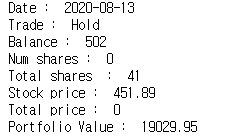 Date :  2020-08-13
Trade :  Hold
Balance :  502
Num shares :  0
Total shares  :  41
Stock price :  451.89
Total price :  0
Portfolio Value :  19029.95